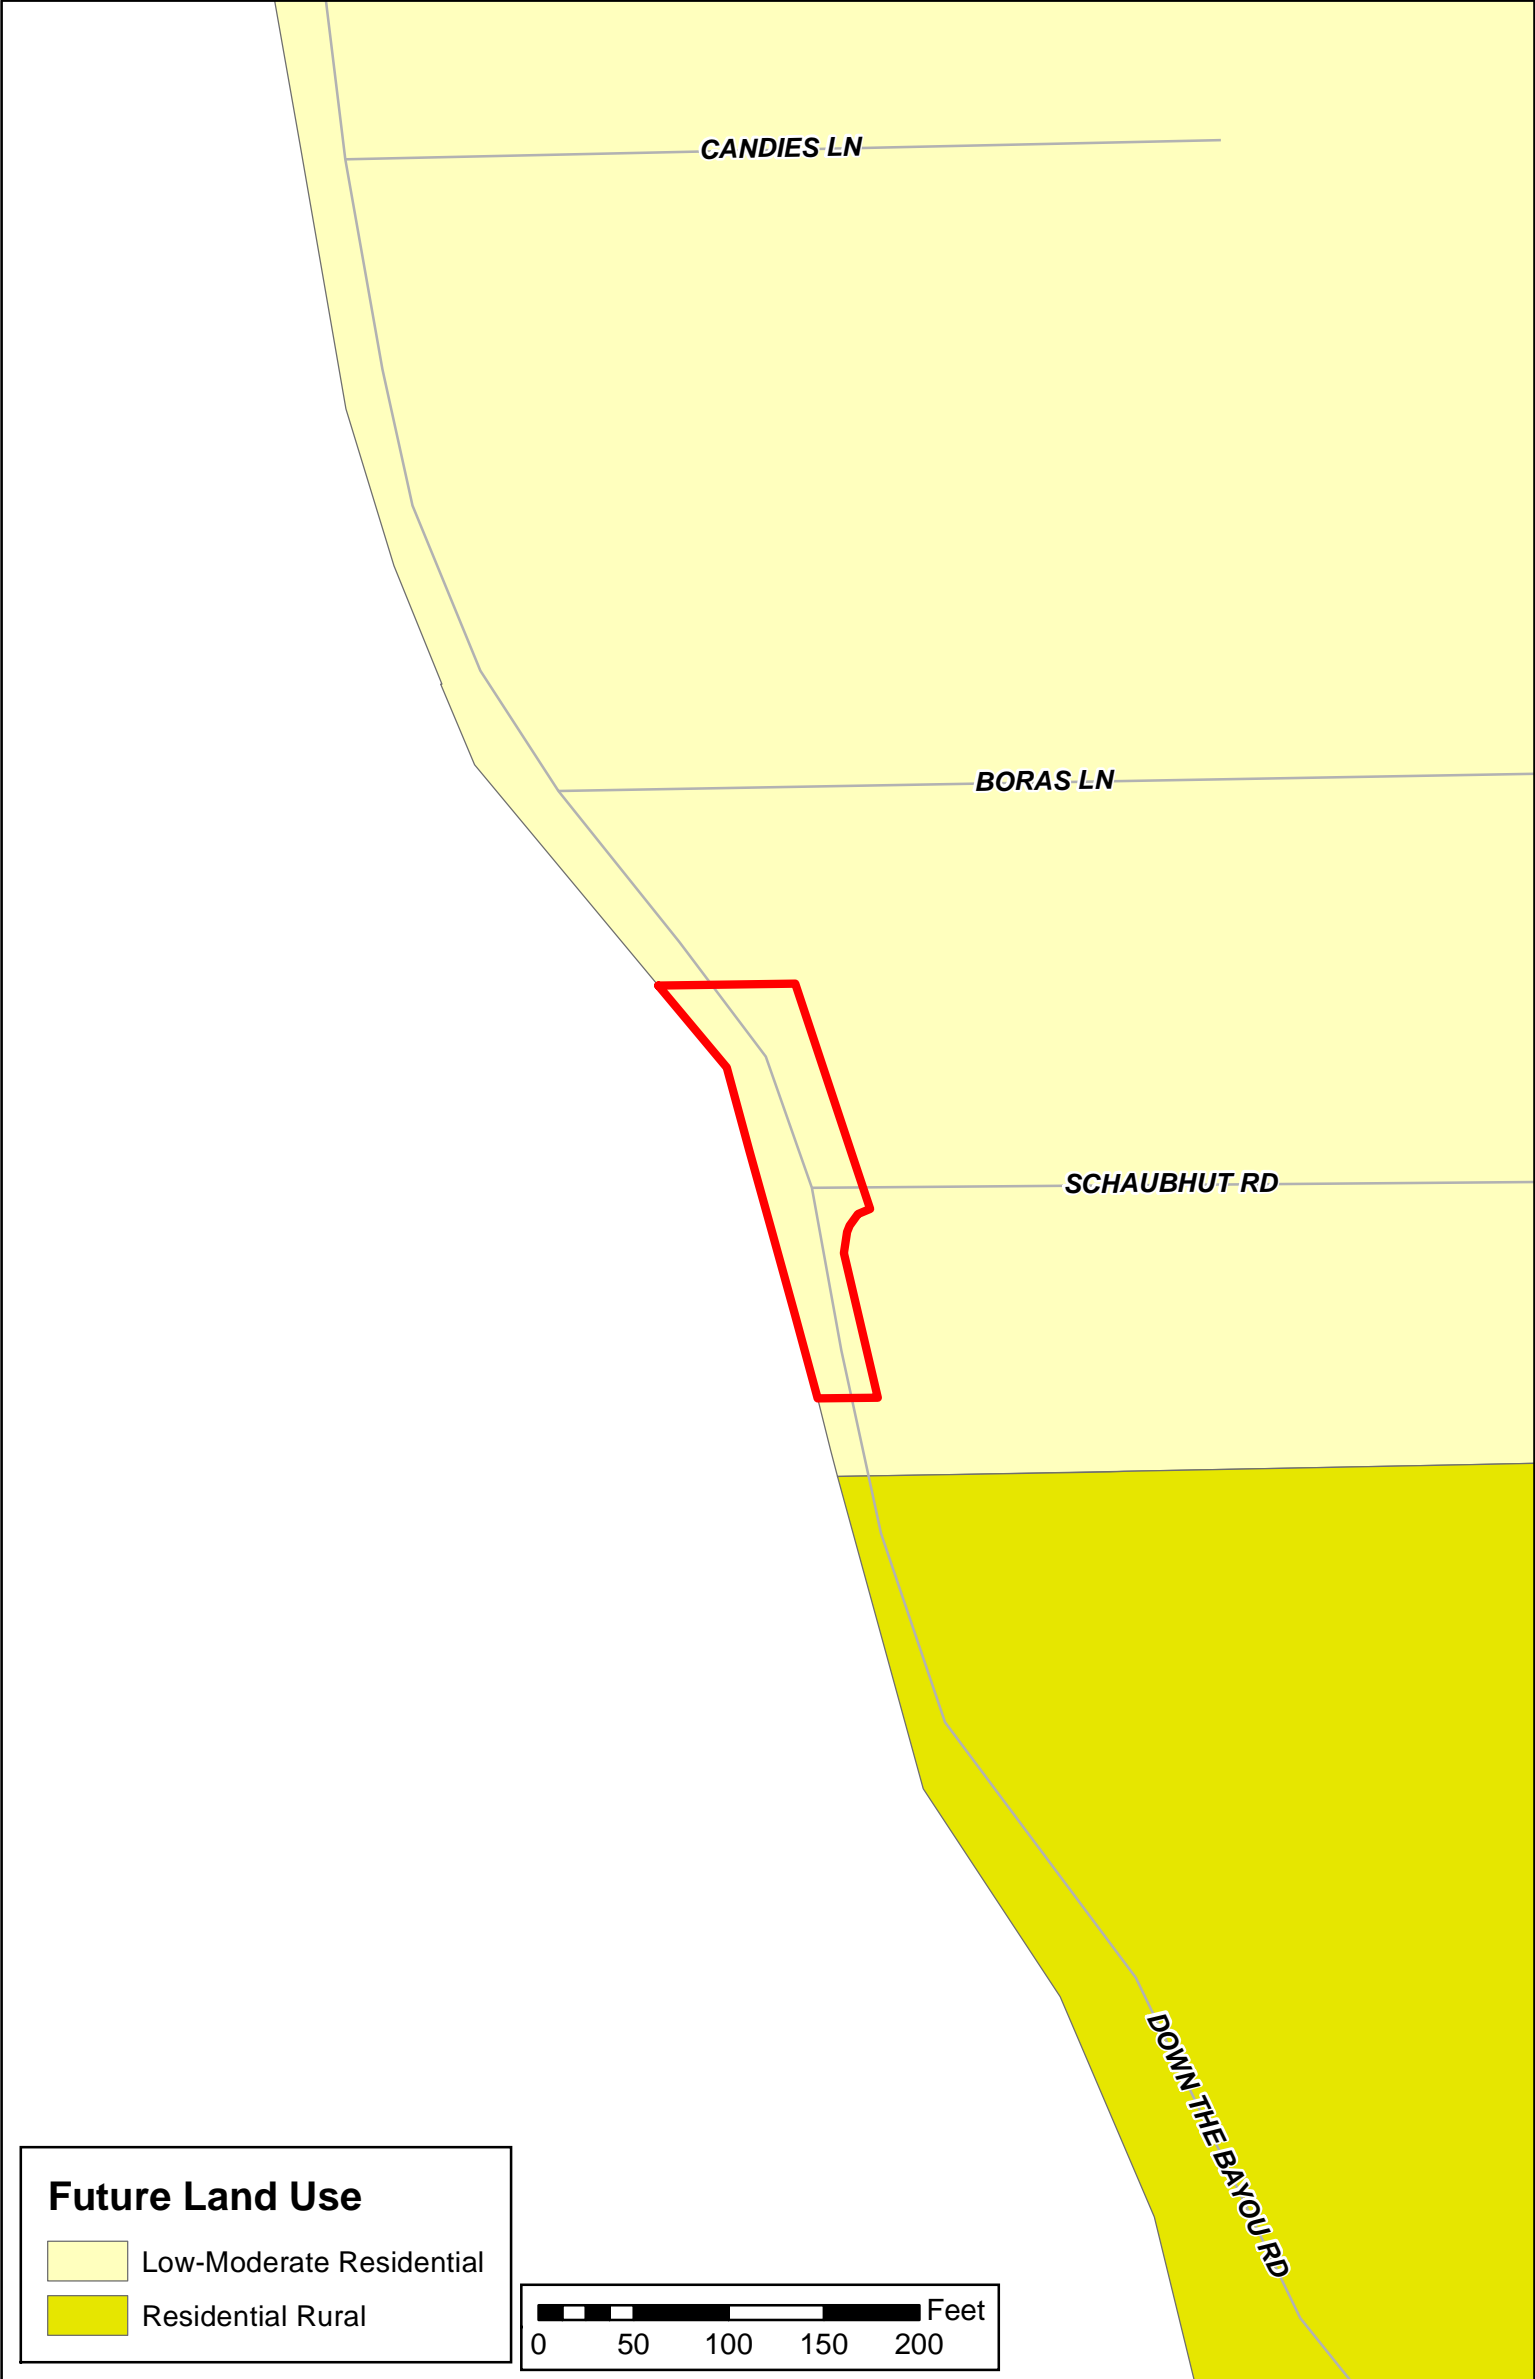 CANDIES LN
BORAS LN
SCHAUBHUT RD
DOWN THE BAYOU RD
Future Land Use
Low-Moderate Residential
Residential Rural
Feet
0 50 100 150 200